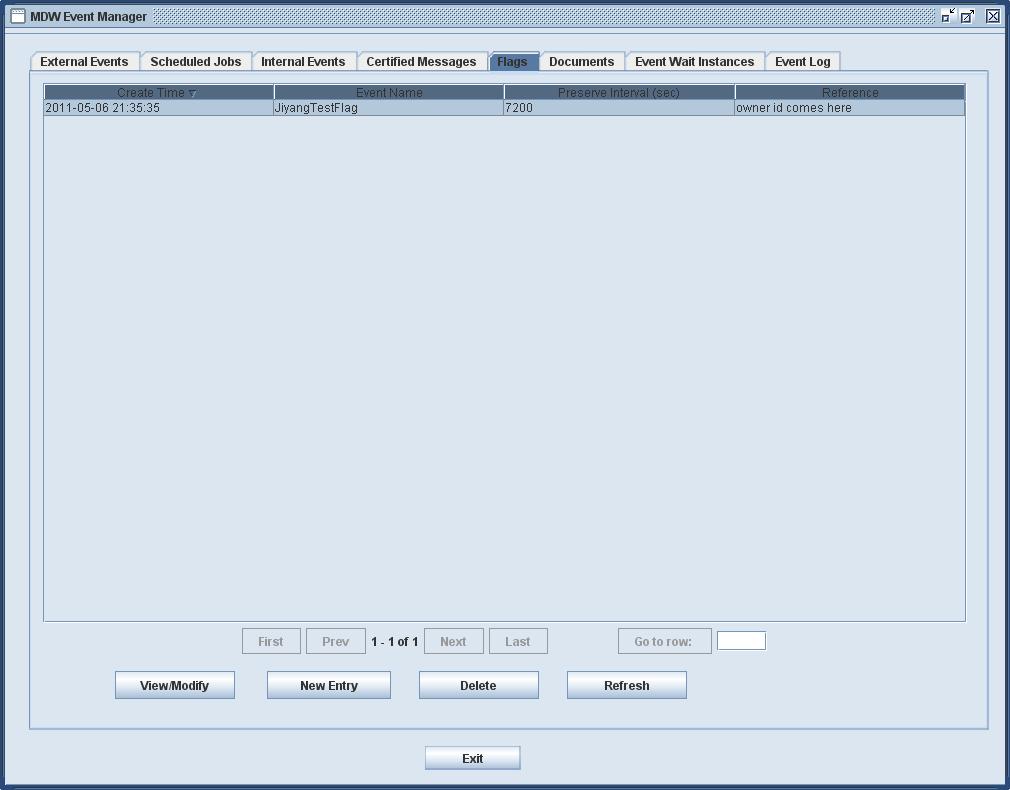 MDW Event Manager
External Events Scheduled Jobs Internal Events Certified Messages Flags Documents Event Wait Instances Event Log
Create Time Event Name Preserve Interval (sec) Reference
2011-05-06 21:35:35 JiyangTestFlag 7200 owner id comes here
First Prev 1 - 1 of 1 Next Last Go to row:
View/Modify New Entry Delete Refresh
Exit